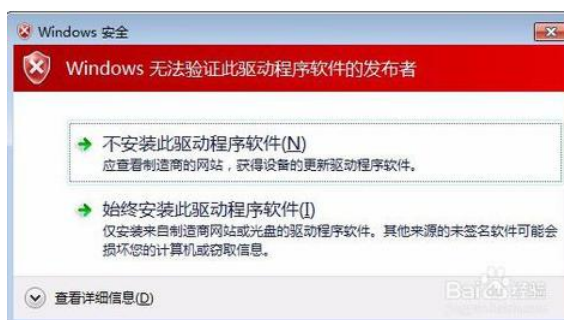 Windows 安全
Windows 无法验证此驱动程序软件的发布者
不安装此驱动程序软件(N)
应查看制造商的网站，获得设备的更新驱动程序软件。
始终安装此驱动程序软件(I)
仅安装来自制造商网站或光盘的驱动程序软件。其他来源的未签名软件可能会
损坏您的计算机或窃取信息。
查看详细信息(D)
Baidu 经验